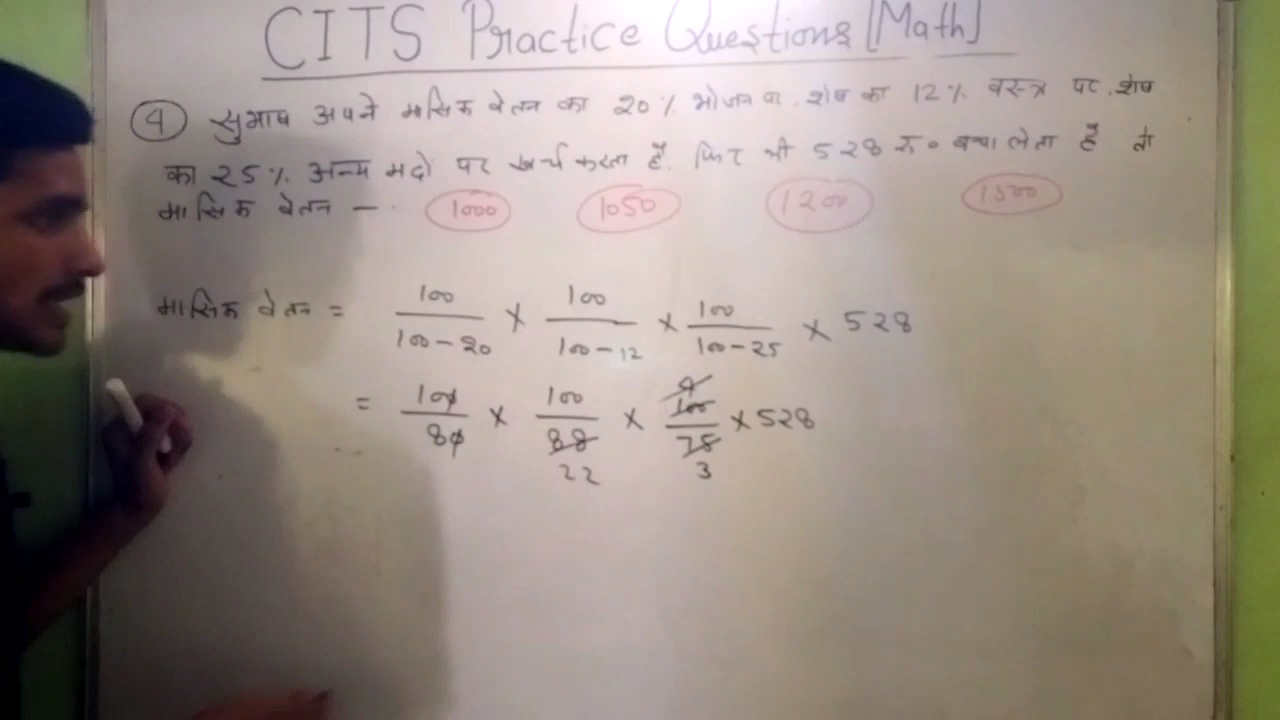 CITS Practice Questions [Math]
④ सुभाष अपने मासिक वेतन का 20% भोजन पर, शेष का 12% वस्त्र पर, शेष
का 25% अन्य मदो पर खर्च करता है. फिर भी 528 रु० बचा लेता है तो
मासिक वेतन —. 1000 1050 1200 1500
मासिक वेतन = 100/100-20 × 100/100-12 × 100/100-25 × 528
= 100/80 × 100/88 × 100/75 × 528
22 3